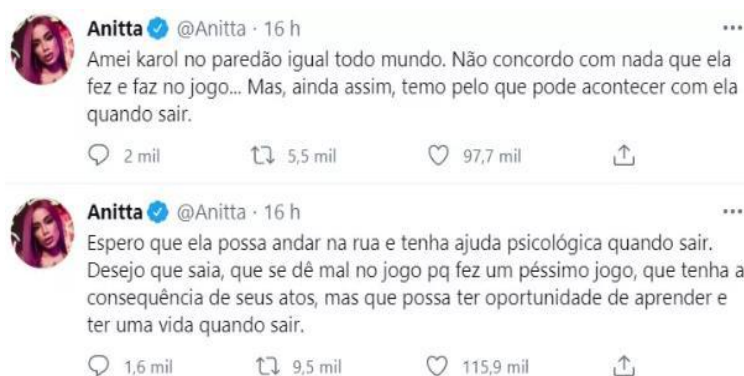 Anitta @Anitta · 16 h
Amei karol no paredão igual todo mundo. Não concordo com nada que ela
fez e faz no jogo... Mas, ainda assim, temo pelo que pode acontecer com ela
quando sair.
2 mil 5,5 mil 97,7 mil
Anitta @Anitta · 16 h
Espero que ela possa andar na rua e tenha ajuda psicológica quando sair.
Desejo que saia, que se dê mal no jogo pq fez um péssimo jogo, que tenha a
consequência de seus atos, mas que possa ter oportunidade de aprender e
ter uma vida quando sair.
1,6 mil 9,5 mil 115,9 mil